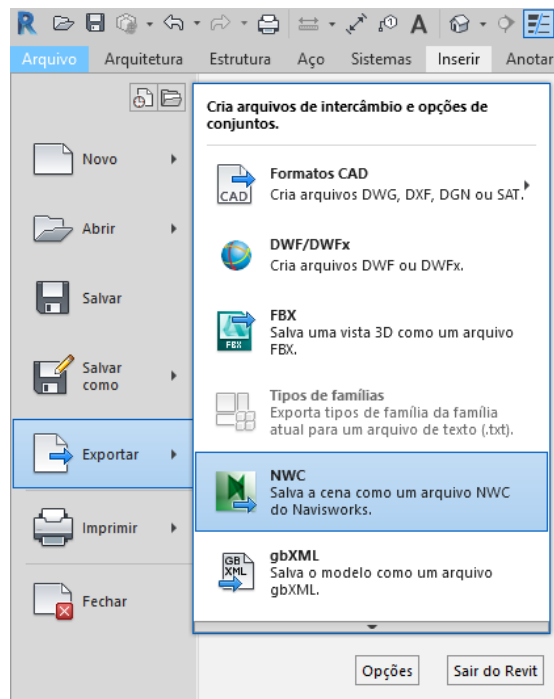 R
A
Arquivo Arquitetura Estrutura Aço Sistemas Inserir Anotar
Cria arquivos de intercâmbio e opções de
conjuntos.
Novo
Abrir
Salvar
Salvar
como
Exportar
Imprimir
Fechar
CAD
Formatos CAD
Cria arquivos DWG, DXF, DGN ou SAT.
DWF/DWFx
Cria arquivos DWF ou DWFx.
FBX
FBX
Salva uma vista 3D como um arquivo
FBX.
Tipos de famílias
Exporta tipos de família da família
atual para um arquivo de texto (.txt).
N
NWC
Salva a cena como um arquivo NWC
do Navisworks.
GB
XML
gbXML
Salva o modelo como um arquivo
gbXML.
Opções Sair do Revit